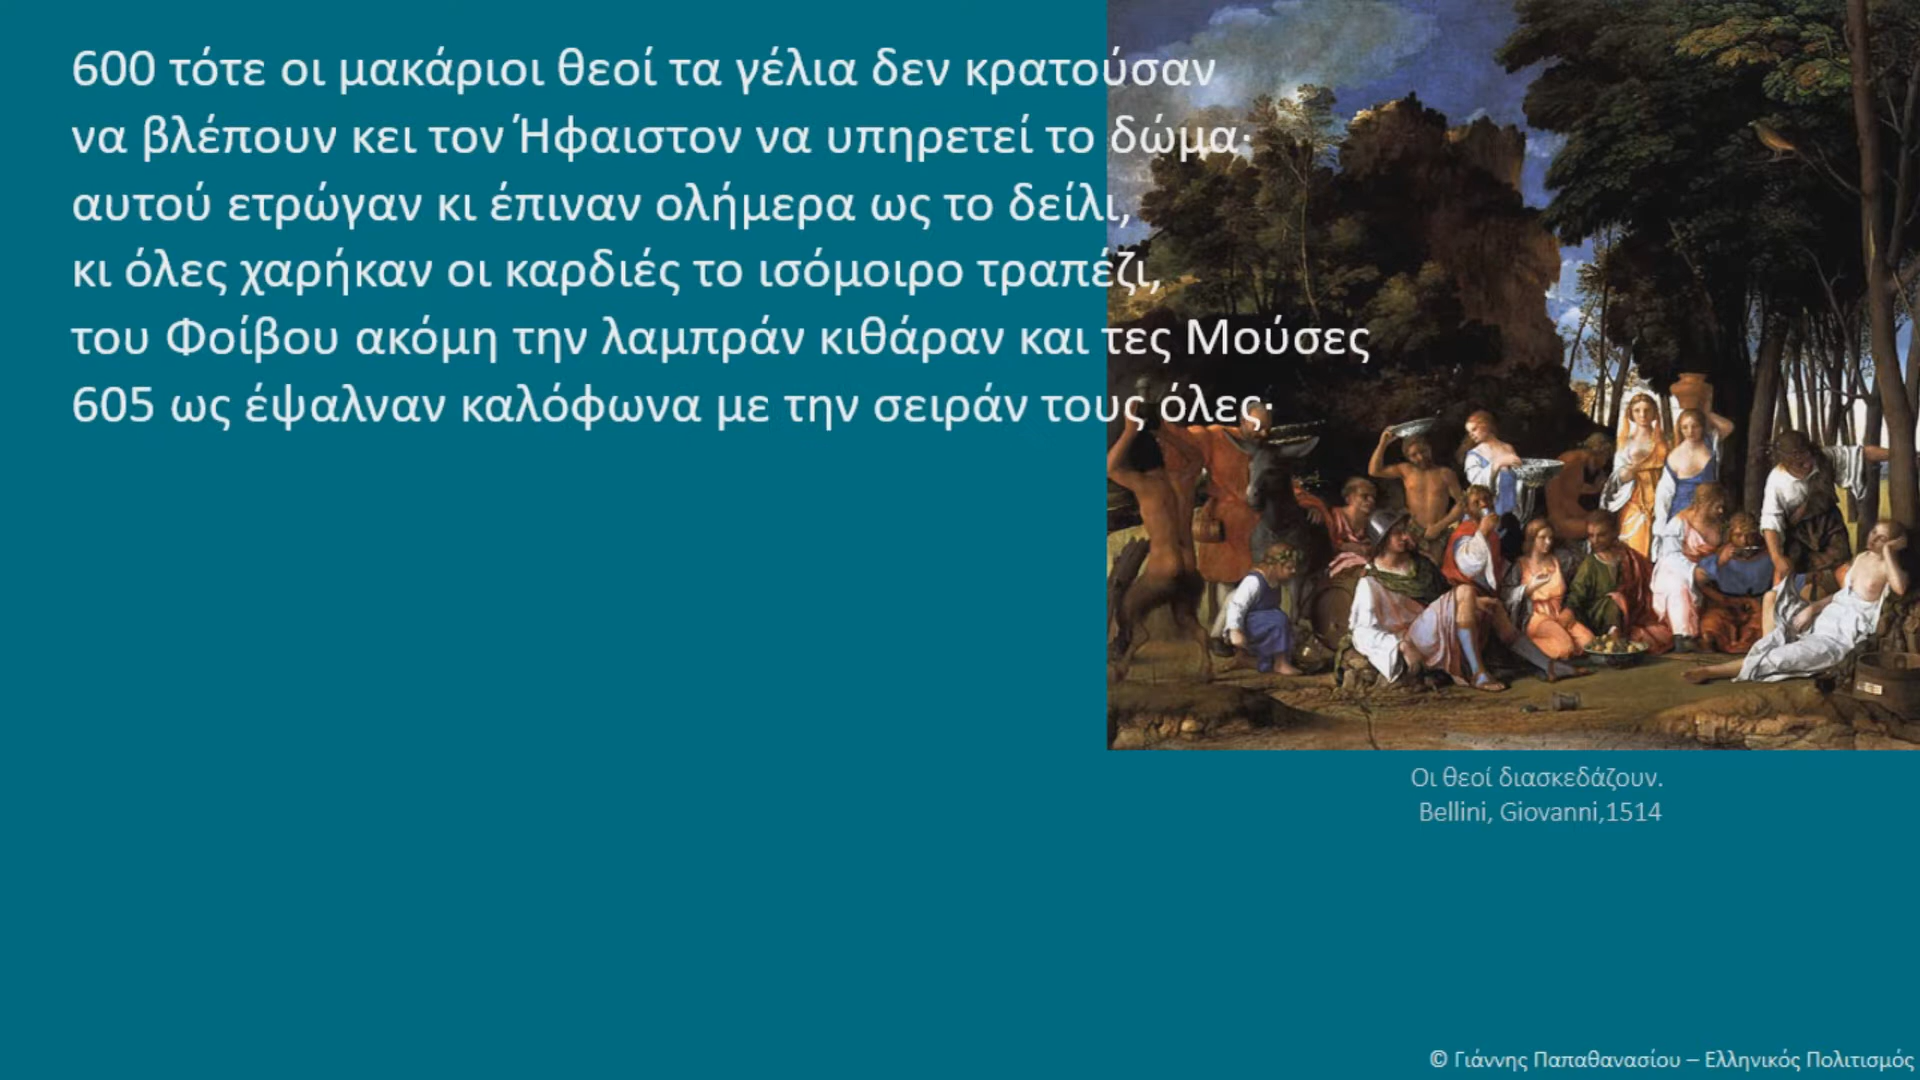 600 τότε οι μακάριοι θεοί τα γέλια δεν κρατούσαν
να βλέπουν κει τον Ήφαιστον να υπηρετεί το δώμα·
αυτού ετρώγαν κι έπιναν ολήμερα ως το δείλι,
κι όλες χαρήκαν οι καρδιές το ισόμοιρο τραπέζι,
του Φοίβου ακόμη την λαμπράν κιθάραν και τες Μούσες
605 ως έψαλναν καλόφωνα με την σειράν τους όλες·
Οι θεοί διασκεδάζουν.
Bellini, Giovanni,1514
© Γιάννης Παπαθανασίου – Ελληνικός Πολιτισμός